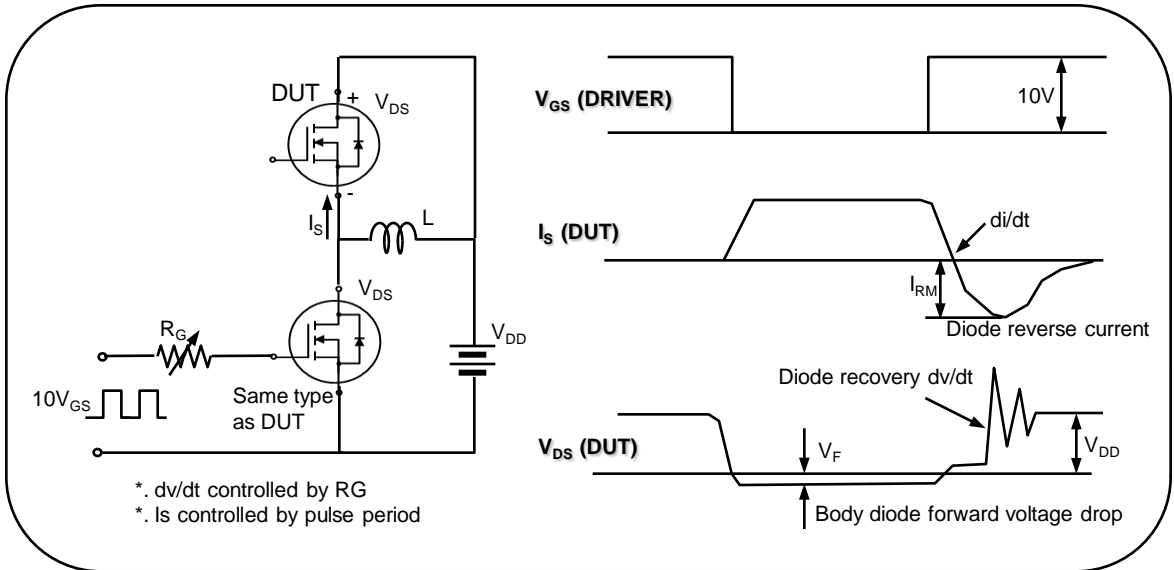 DUT
+
V_DS
-
I_S
L
V_DS
R_G
V_DD
10V_GS
Same type
as DUT
*. dv/dt controlled by RG
*. Is controlled by pulse period
V_GS (DRIVER)
10V
I_S (DUT)
di/dt
I_RM
Diode reverse current
Diode recovery dv/dt
V_DS (DUT)
V_F
V_DD
Body diode forward voltage drop